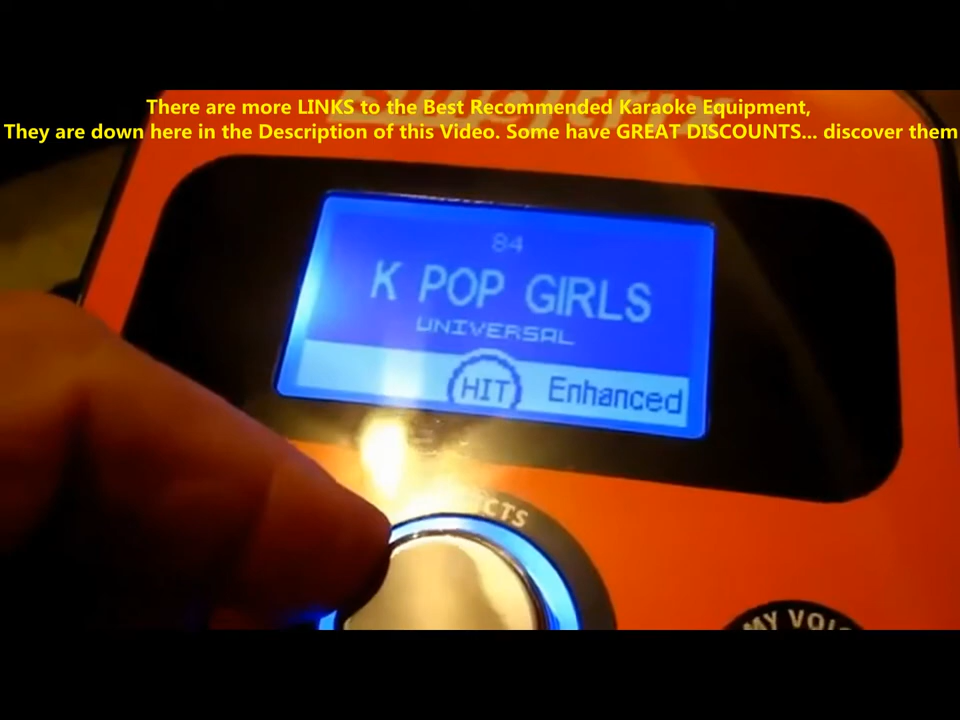 There are more LINKS to the Best Recommended Karaoke Equipment,
They are down here in the Description of this Video. Some have GREAT DISCOUNTS... discover them
84
K POP GIRLS
UNIVERSAL
HIT Enhanced
MY